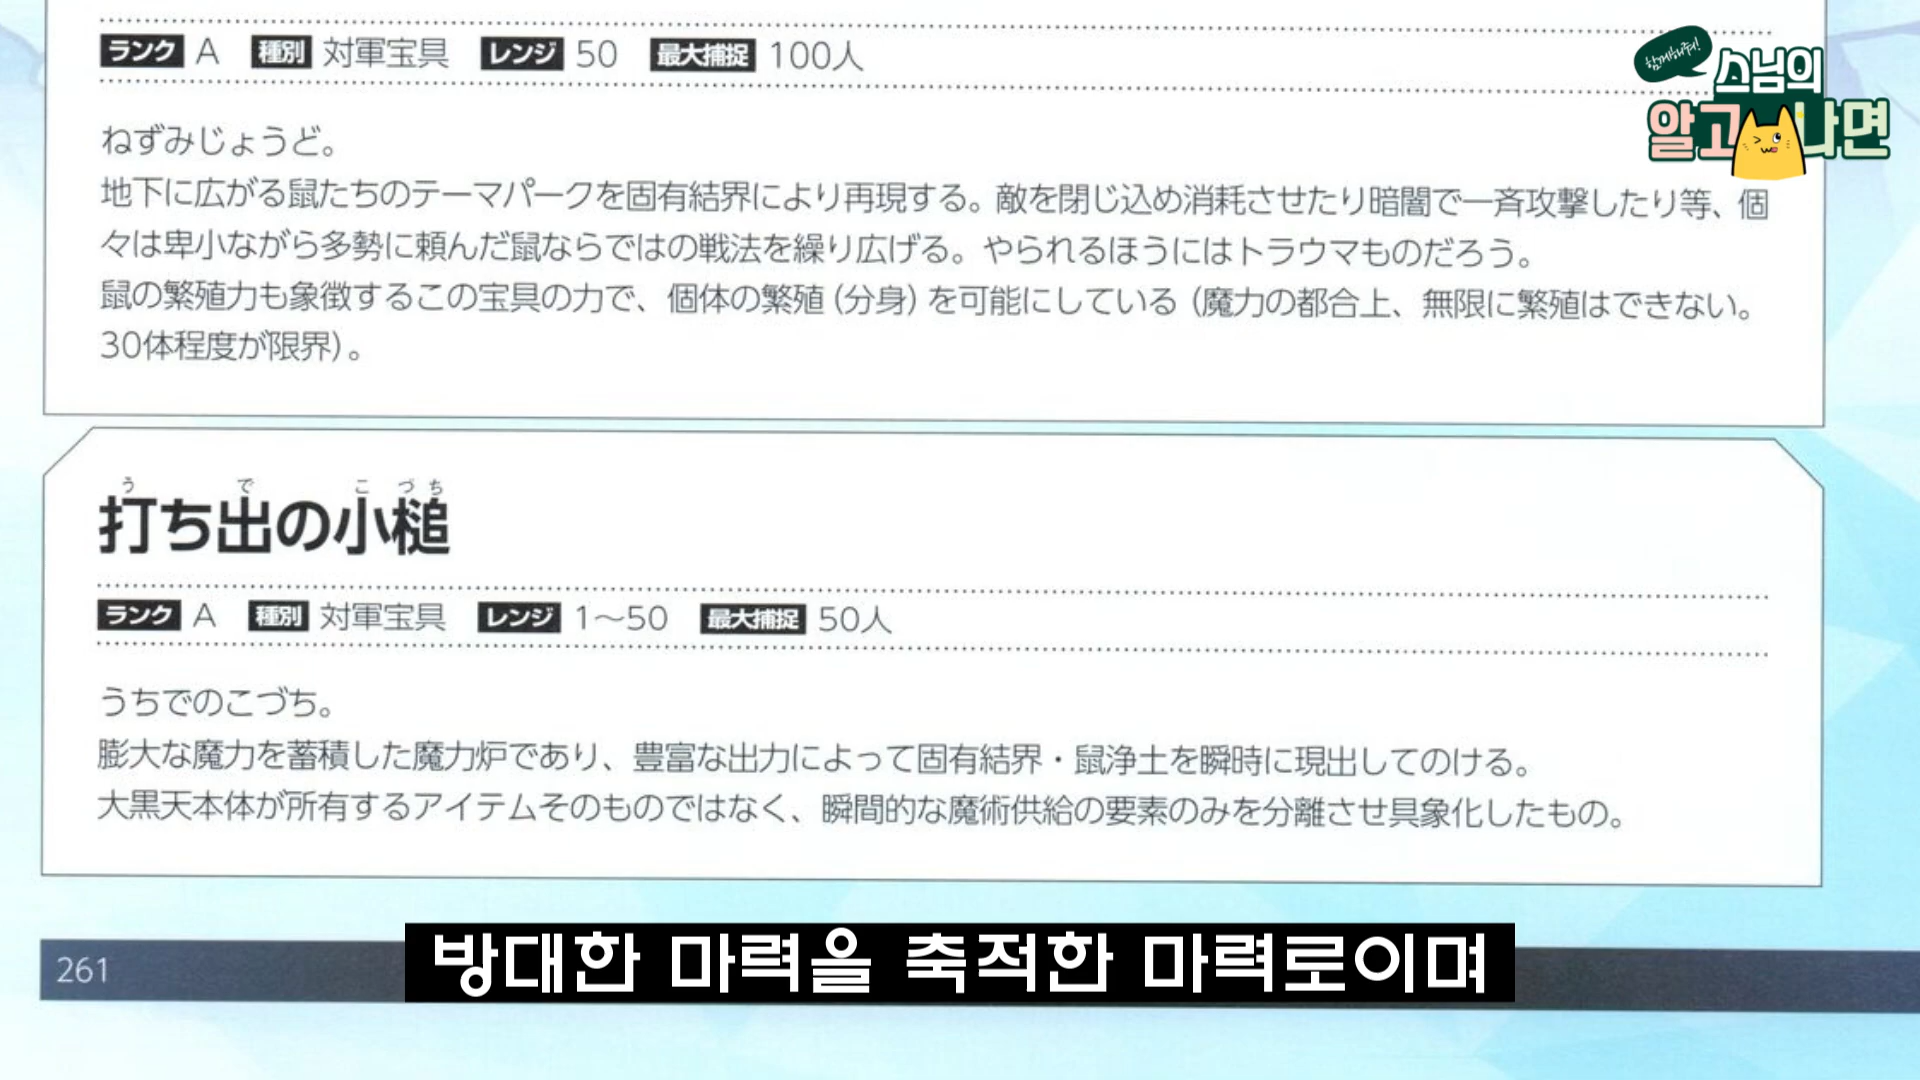 ランク A 種別 対軍宝具 レンジ 50 最大捕捉 100人
함께해줘!
스님의
알고 나면
ねずみじょうど。
地下に広がる鼠たちのテーマパークを固有結界により再現する。敵を閉じ込め消耗させたり暗闇で一斉攻撃したり等、個
々は卑小ながら多勢に頼んだ鼠ならではの戦法を繰り広げる。やられるほうにはトラウマものだろう。
鼠の繁殖力も象徴するこの宝具の力で、個体の繁殖（分身）を可能にしている（魔力の都合上、無限に繁殖はできない。
30体程度が限界）。
う で こ づち
打ち出の小槌
ランク A 種別 対軍宝具 レンジ 1～50 最大捕捉 50人
うちでのこづち。
膨大な魔力を蓄積した魔力炉であり、豊富な出力によって固有結界・鼠浄土を瞬時に現出してのける。
大黒天本体が所有するアイテムそのものではなく、瞬間的な魔術供給の要素のみを分離させ具象化したもの。
방대한 마력을 축적한 마력로이며
261